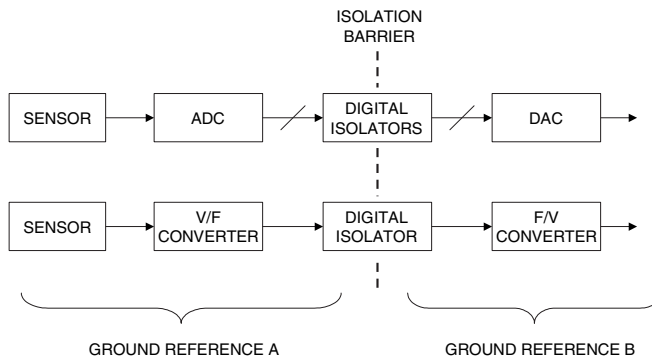 ISOLATION
BARRIER
SENSOR
ADC
DIGITAL
ISOLATORS
DAC
SENSOR
V/F
CONVERTER
DIGITAL
ISOLATOR
F/V
CONVERTER
GROUND REFERENCE A
GROUND REFERENCE B